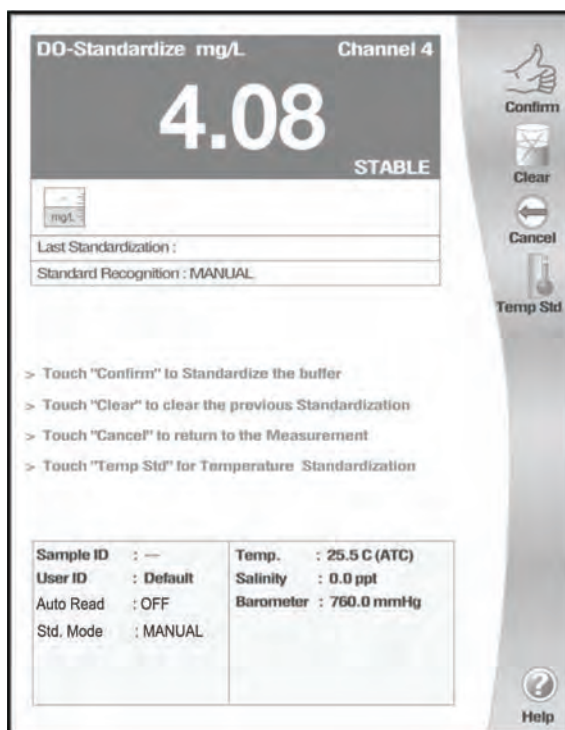 DO-Standardize mg/L Channel 4
4.08
STABLE
mg/L
Last Standardization :
Standard Recognition : MANUAL
Confirm
Clear
Cancel
Temp Std
> Touch "Confirm" to Standardize the buffer
> Touch "Clear" to clear the previous Standardization
> Touch "Cancel" to return to the Measurement
> Touch "Temp Std" for Temperature Standardization
Sample ID : ---
User ID : Default
Auto Read : OFF
Std. Mode : MANUAL
Temp. : 25.5 C (ATC)
Salinity : 0.0 ppt
Barometer : 760.0 mmHg
Help